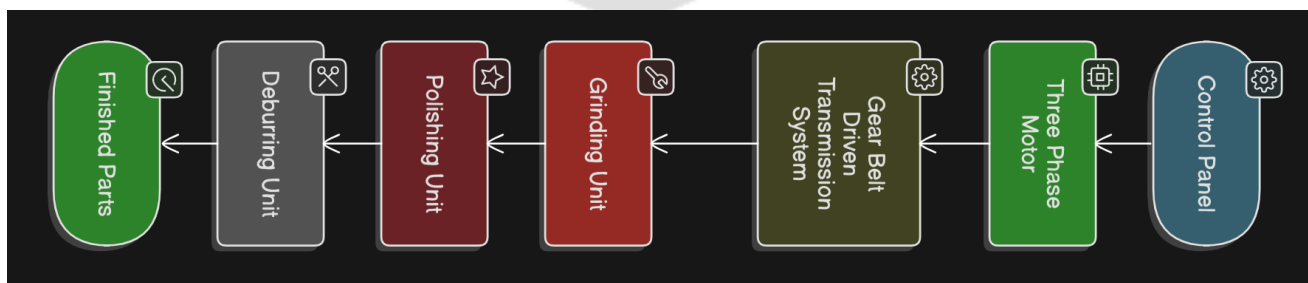 Control Panel
Three Phase
Motor
Gear Belt
Driven
Transmission
System
Grinding Unit
Polishing Unit
Deburring Unit
Finished Parts